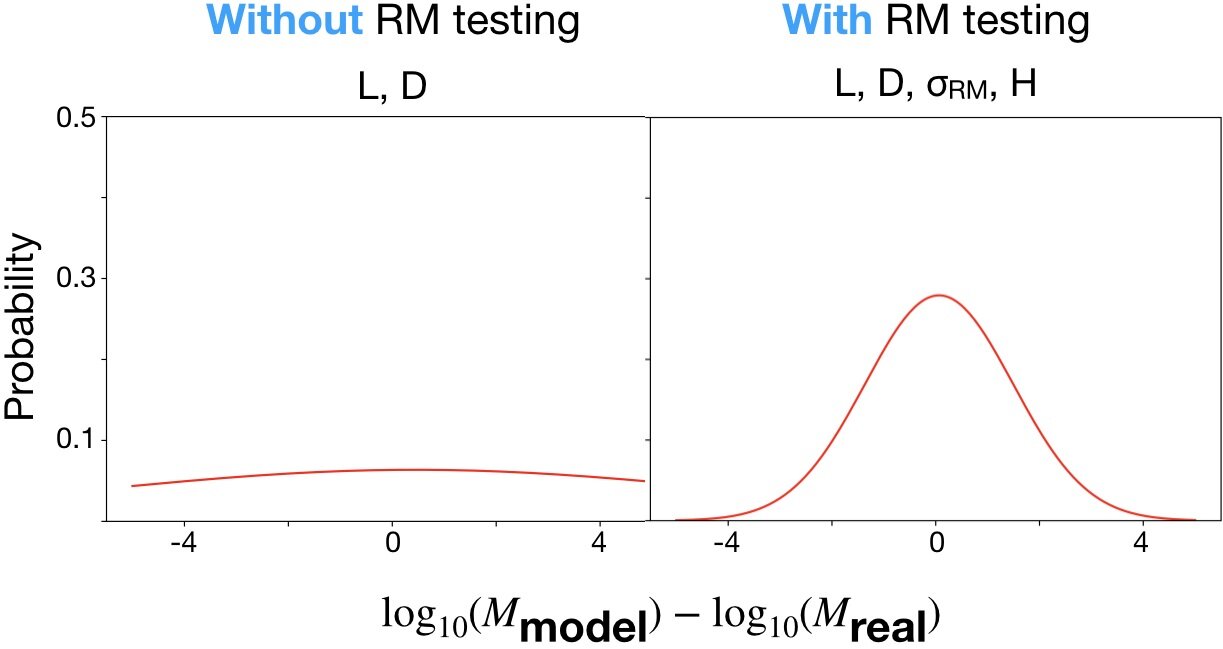 Without RM testing
With RM testing
L, D
L, D, σRM, H
0.5
0.3
0.1
Probability
-4 0 4
-4 0 4
log10(Mmodel) − log10(Mreal)